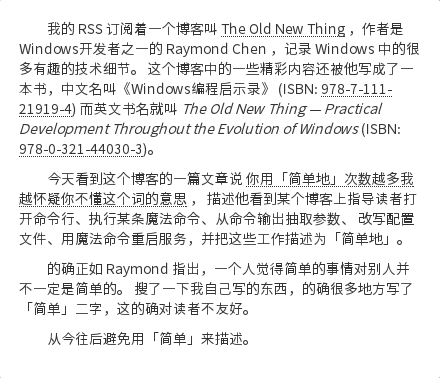 我的 RSS 订阅着一个博客叫 The Old New Thing ，作者是
Windows开发者之一的 Raymond Chen ，记录 Windows 中的很
多有趣的技术细节。 这个博客中的一些精彩内容还被他写成了一
本书，中文名叫《Windows编程启示录》 (ISBN: 978-7-111-
21919-4) 而英文书名就叫 The Old New Thing — Practical
Development Throughout the Evolution of Windows (ISBN:
978-0-321-44030-3)。
今天看到这个博客的一篇文章说 你用「简单地」次数越多我
越怀疑你不懂这个词的意思 ， 描述他看到某个博客上指导读者打
开命令行、执行某条魔法命令、从命令输出抽取参数、 改写配置
文件、用魔法命令重启服务，并把这些工作描述为「简单地」。
的确正如 Raymond 指出，一个人觉得简单的事情对别人并
不一定是简单的。 搜了一下我自己写的东西，的确很多地方写了
「简单」二字，这的确对读者不友好。
从今往后避免用「简单」来描述。